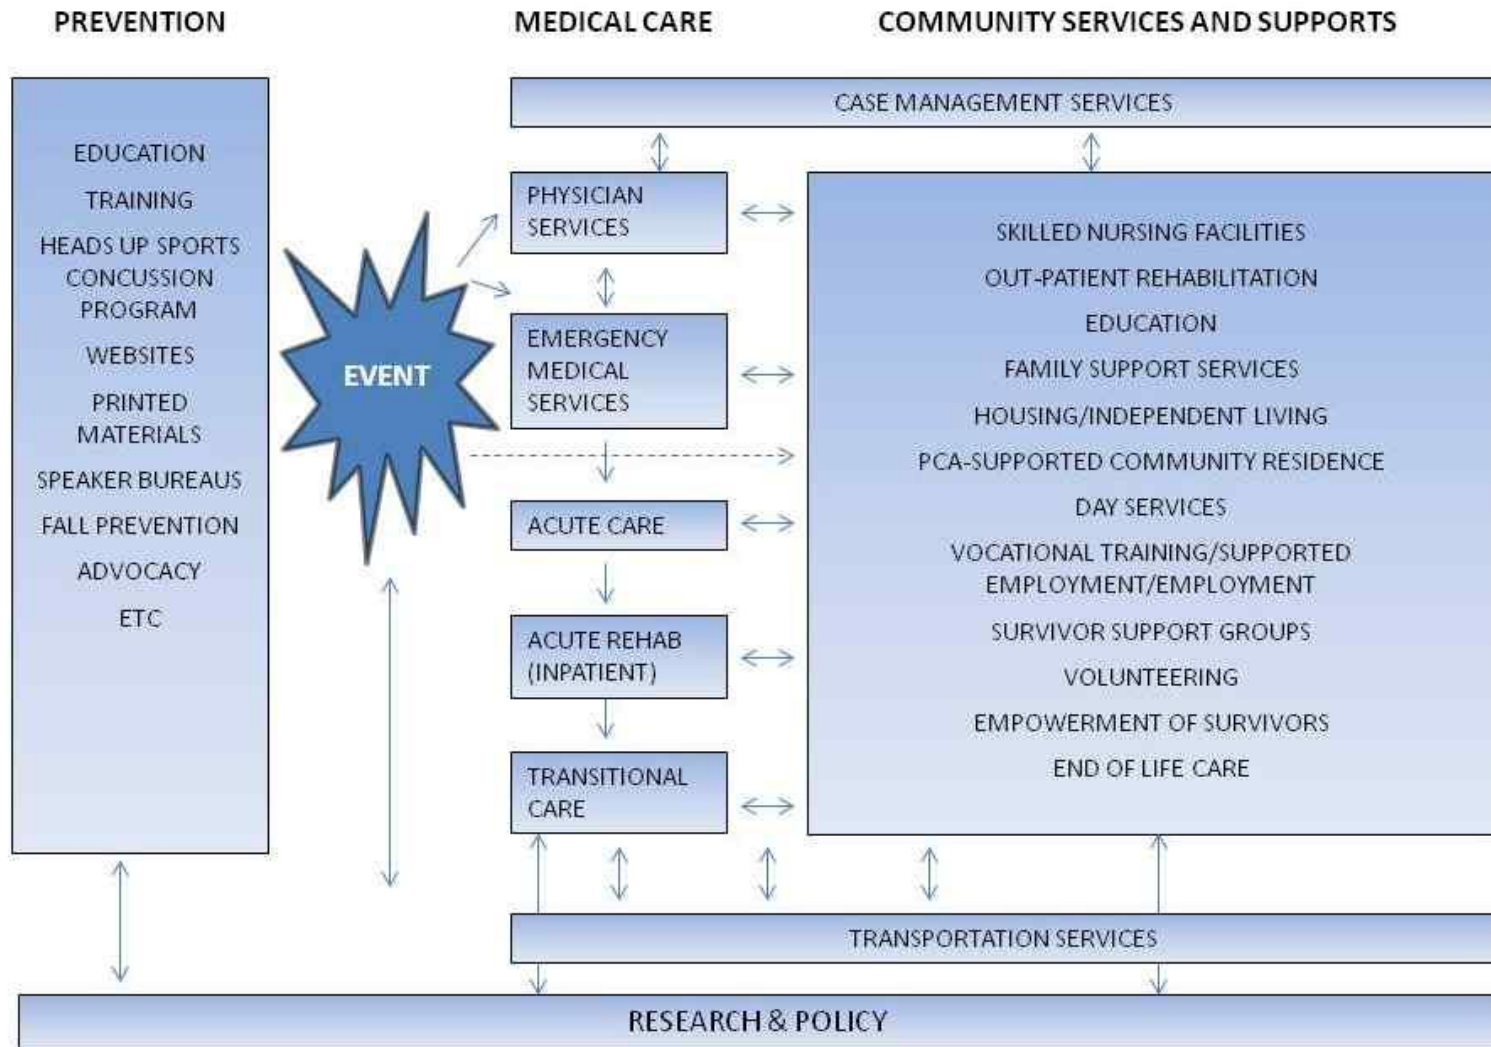 PREVENTION
MEDICAL CARE
COMMUNITY SERVICES AND SUPPORTS
EDUCATION
TRAINING
HEADS UP SPORTS
CONCUSSION
PROGRAM
WEBSITES
PRINTED
MATERIALS
SPEAKER BUREAUS
FALL PREVENTION
ADVOCACY
ETC
EVENT
CASE MANAGEMENT SERVICES
PHYSICIAN
SERVICES
EMERGENCY
MEDICAL
SERVICES
ACUTE CARE
ACUTE REHAB
(INPATIENT)
TRANSITIONAL
CARE
SKILLED NURSING FACILITIES
OUT-PATIENT REHABILITATION
EDUCATION
FAMILY SUPPORT SERVICES
HOUSING/INDEPENDENT LIVING
PCA-SUPPORTED COMMUNITY RESIDENCE
DAY SERVICES
VOCATIONAL TRAINING/SUPPORTED
EMPLOYMENT/EMPLOYMENT
SURVIVOR SUPPORT GROUPS
VOLUNTEERING
EMPOWERMENT OF SURVIVORS
END OF LIFE CARE
TRANSPORTATION SERVICES
RESEARCH & POLICY